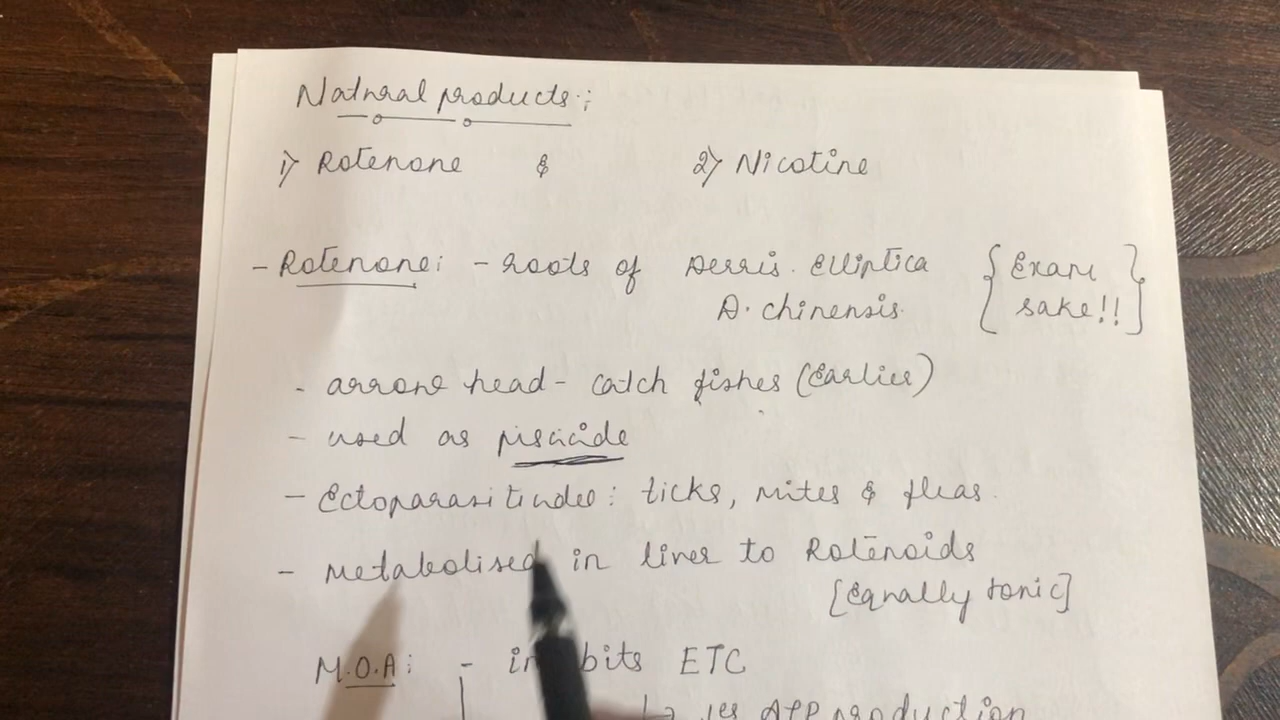 Natural products:
1) Rotenone & 2) Nicotine
- Rotenone: - roots of Derris. Elliptica { Exam
D. chinensis. sake!! }
- arrow head - catch fishes (Earlier)
- used as piscicide
- Ectoparasiticides: ticks, mites & fleas.
- Metabolised in liver to Rotenoids
[Equally toxic]
M.O.A: - inhibits ETC
ATP production